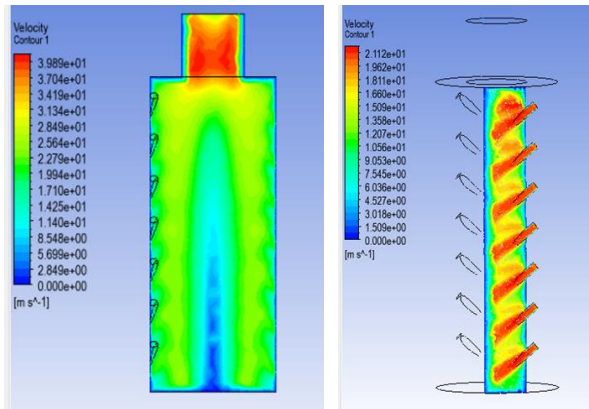 Velocity
Contour 1
3.989e+01
3.704e+01
3.419e+01
3.134e+01
2.849e+01
2.564e+01
2.279e+01
1.994e+01
1.710e+01
1.425e+01
1.140e+01
8.548e+00
5.699e+00
2.849e+00
0.000e+00
[m s^-1]
Velocity
Contour 1
2.112e+01
1.962e+01
1.811e+01
1.660e+01
1.509e+01
1.358e+01
1.207e+01
1.056e+01
9.053e+00
7.545e+00
6.036e+00
4.527e+00
3.018e+00
1.509e+00
0.000e+00
[m s^-1]